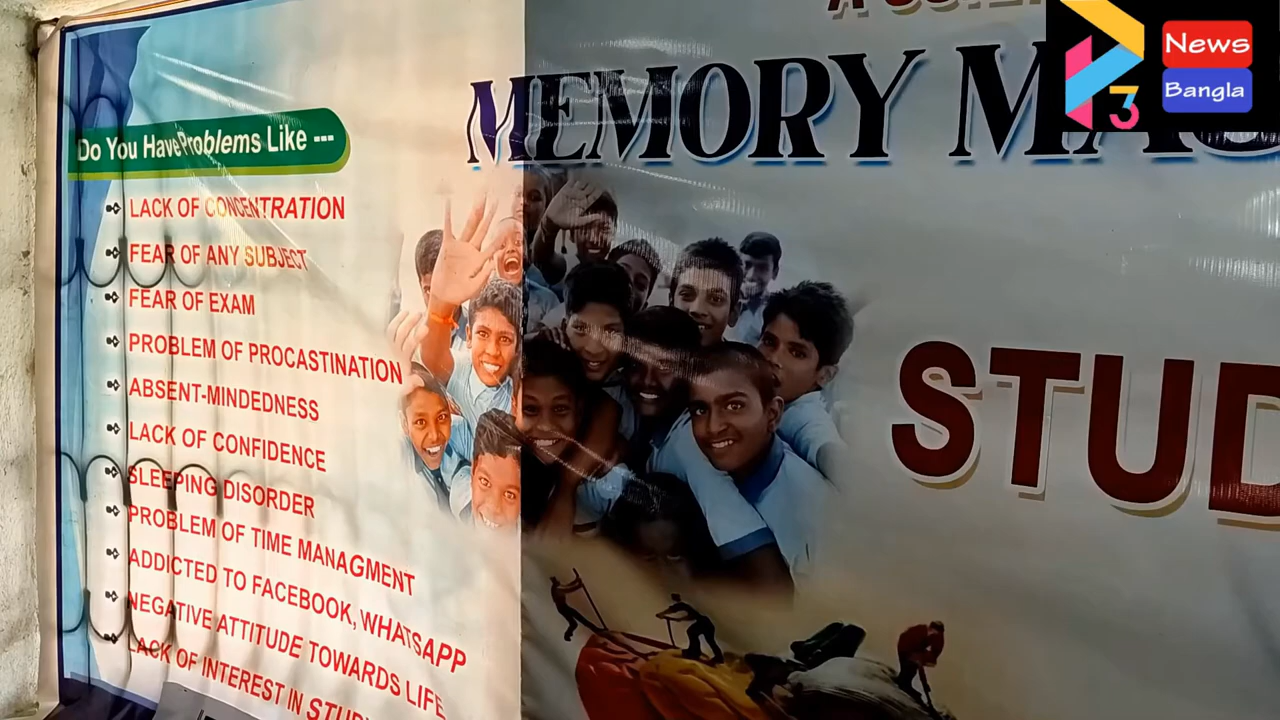 Do You Have Problems Like ---
LACK OF CONCENTRATION
FEAR OF ANY SUBJECT
FEAR OF EXAM
PROBLEM OF PROCASTINATION
ABSENT-MINDEDNESS
LACK OF CONFIDENCE
SLEEPING DISORDER
PROBLEM OF TIME MANAGMENT
ADDICTED TO FACEBOOK, WHATSAPP
NEGATIVE ATTITUDE TOWARDS LIFE
LACK OF INTEREST IN
MEMORY
3
News
Bangla